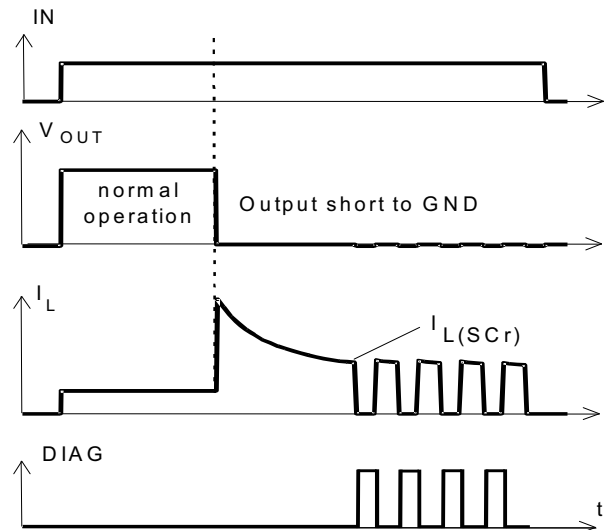 IN
V OUT
normal
operation
Output short to GND
I L
I L(SCr)
DIAG
t